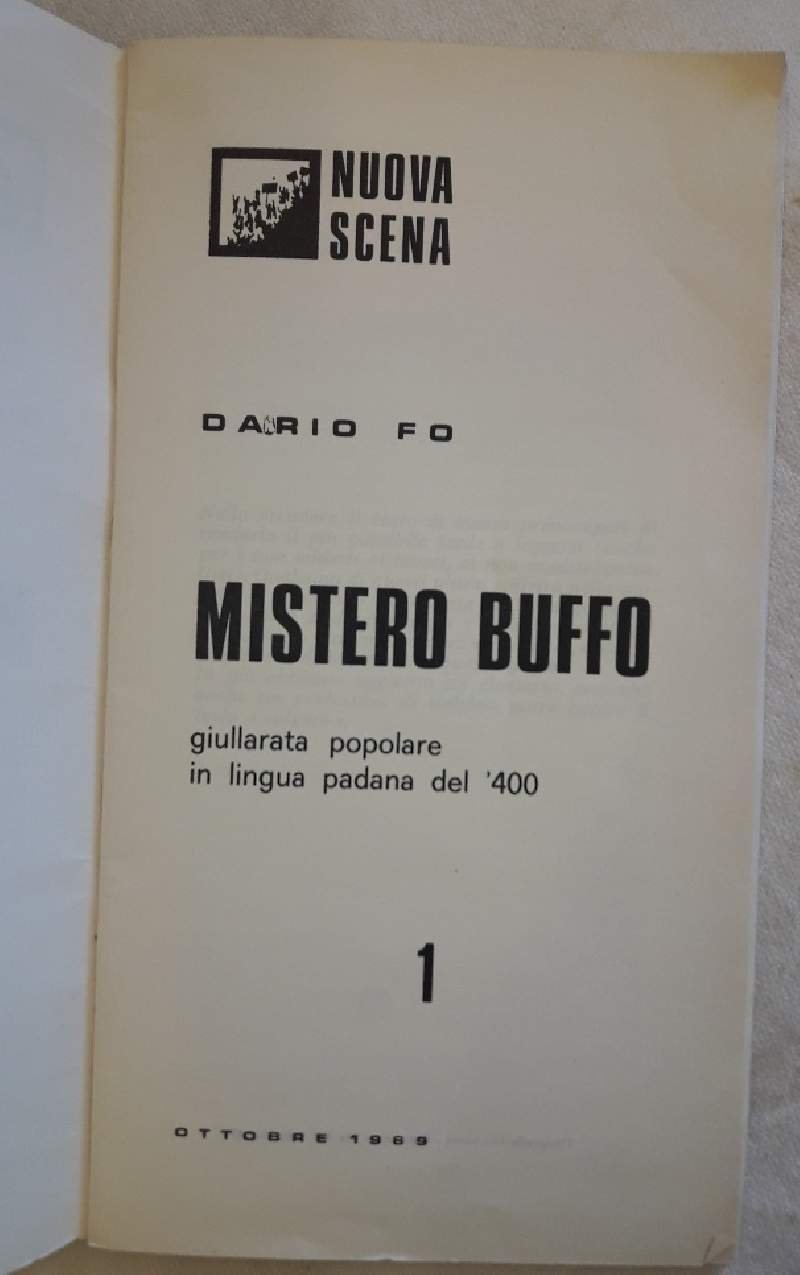 NUOVA
SCENA
DARIO FO
MISTERO BUFFO
giullarata popolare
in lingua padana del '400
1
OTTOBRE 1969